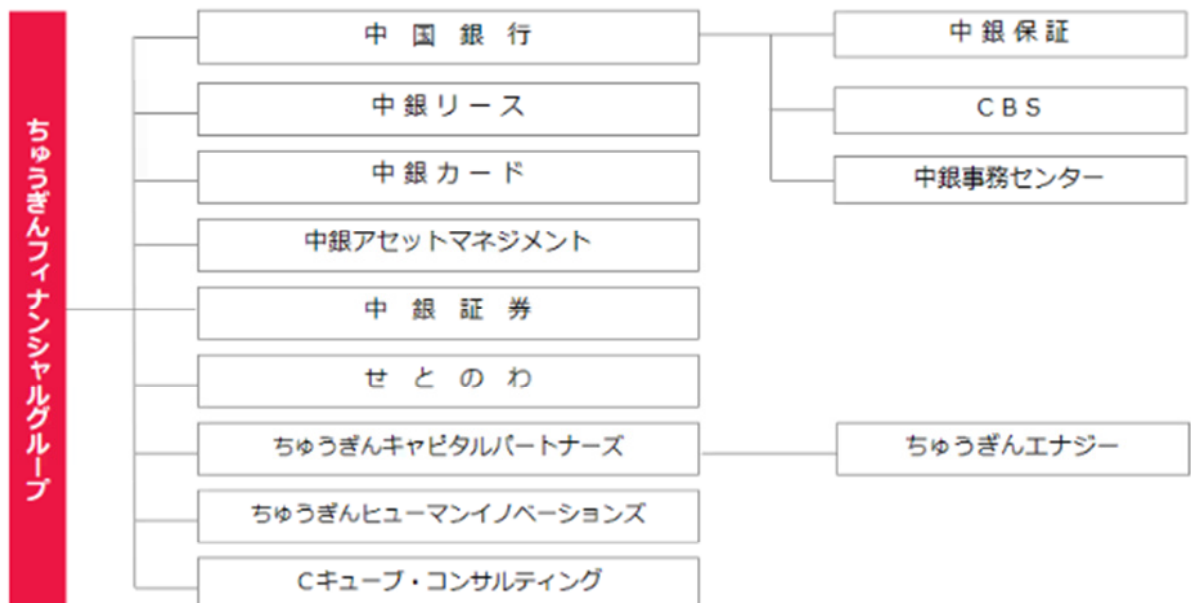 ちゅうぎんフィナンシャルグループ
中国銀行
中銀保証
CBS
中銀事務センター
中銀リース
中銀カード
中銀アセットマネジメント
中銀証券
せとのわ
ちゅうぎんキャピタルパートナーズ
ちゅうぎんエナジー
ちゅうぎんヒューマンイノベーションズ
Cキューブ・コンサルティング